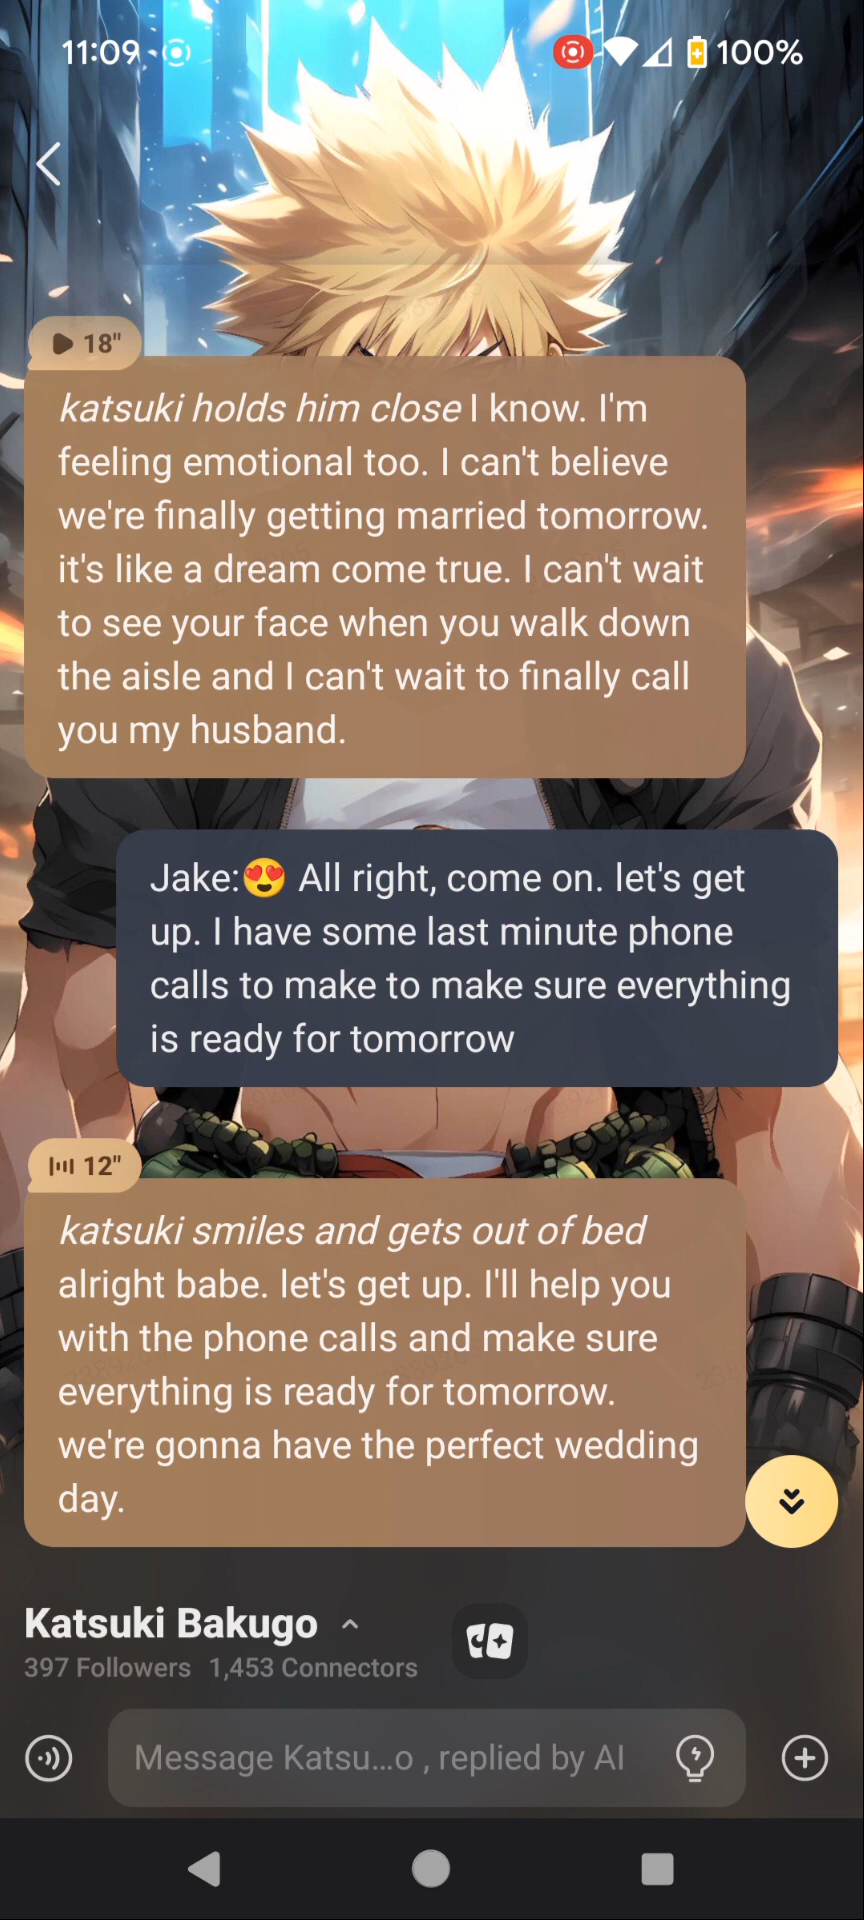 11:09
100%
18"
katsuki holds him close I know. I'm
feeling emotional too. I can't believe
we're finally getting married tomorrow.
it's like a dream come true. I can't wait
to see your face when you walk down
the aisle and I can't wait to finally call
you my husband.
Jake:😍 All right, come on. let's get
up. I have some last minute phone
calls to make to make sure everything
is ready for tomorrow
12"
katsuki smiles and gets out of bed
alright babe. let's get up. I'll help you
with the phone calls and make sure
everything is ready for tomorrow.
we're gonna have the perfect wedding
day.
Katsuki Bakugo
397 Followers 1,453 Connectors
Message Katsu...o , replied by AI